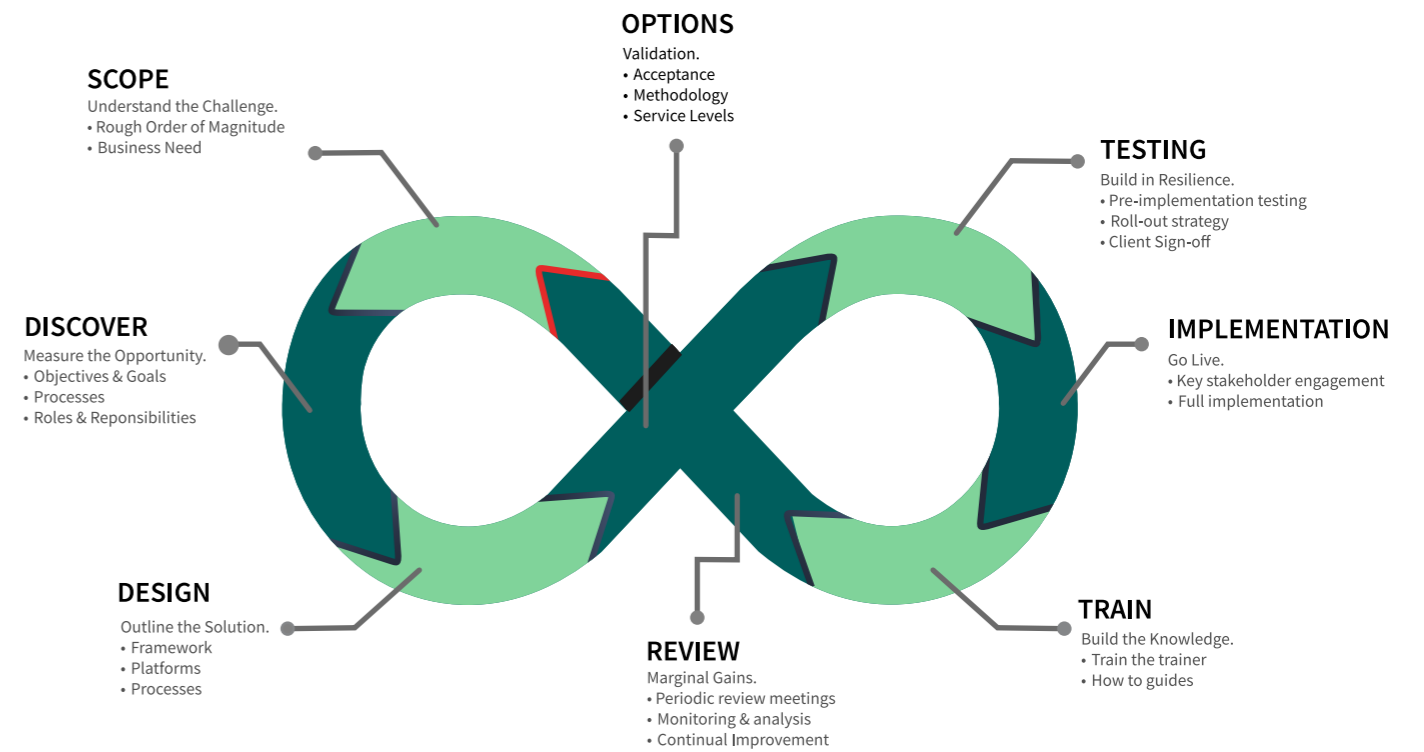 OPTIONS
Validation.
• Acceptance
• Methodology
• Service Levels
SCOPE
Understand the Challenge.
• Rough Order of Magnitude
• Business Need
TESTING
Build in Resilience.
• Pre-implementation testing
• Roll-out strategy
• Client Sign-off
DISCOVER
Measure the Opportunity.
• Objectives & Goals
• Processes
• Roles & Reponsibilities
IMPLEMENTATION
Go Live.
• Key stakeholder engagement
• Full implementation
DESIGN
Outline the Solution.
• Framework
• Platforms
• Processes
REVIEW
Marginal Gains.
• Periodic review meetings
• Monitoring & analysis
• Continual Improvement
TRAIN
Build the Knowledge.
• Train the trainer
• How to guides